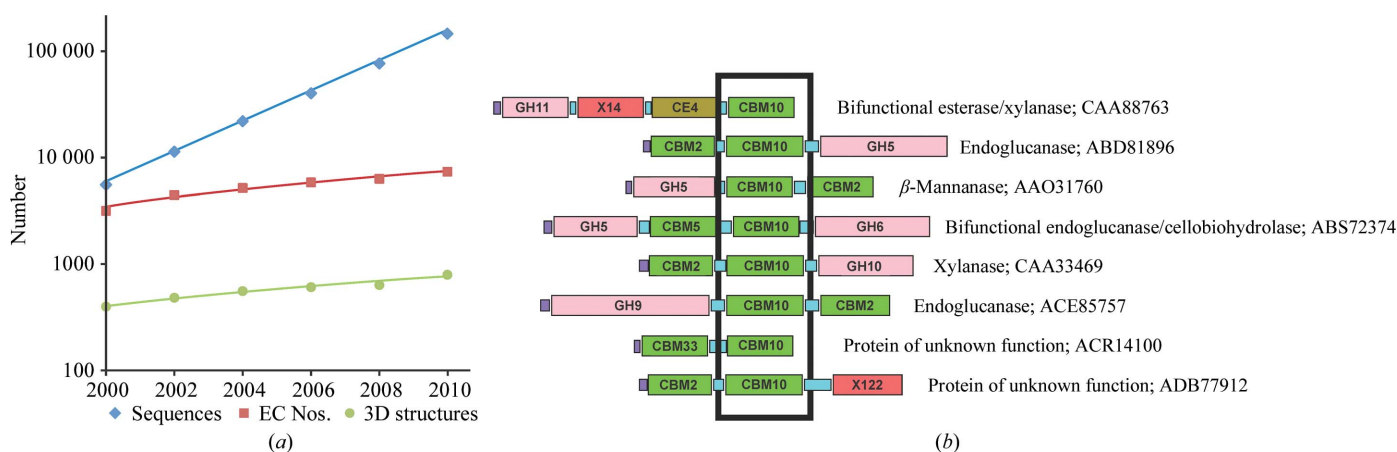 100 000
10 000
1000
100
Number
2000 2002 2004 2006 2008 2010
Sequences EC Nos. 3D structures
(a)
GH11 X14 CE4 CBM10 Bifunctional esterase/xylanase; CAA88763
CBM2 CBM10 GH5 Endoglucanase; ABD81896
GH5 CBM10 CBM2 β-Mannanase; AAO31760
GH5 CBM5 CBM10 GH6 Bifunctional endoglucanase/cellobiohydrolase; ABS72374
CBM2 CBM10 GH10 Xylanase; CAA33469
GH9 CBM10 CBM2 Endoglucanase; ACE85757
CBM33 CBM10 Protein of unknown function; ACR14100
CBM2 CBM10 X122 Protein of unknown function; ADB77912
(b)